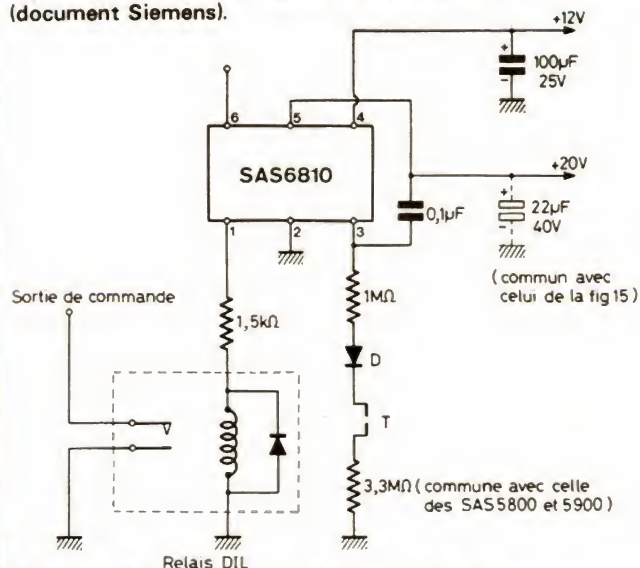 (document Siemens).
+12V
+
100µF
-
25V
6
5
4
SAS6810
+20V
+
0,1µF
22µF
-
40V
1
2
3
(commun avec
celui de la fig 15)
Sortie de commande
1,5kΩ
1MΩ
D
T
3,3MΩ (commune avec celle
des SAS5800 et 5900)
Relais DIL